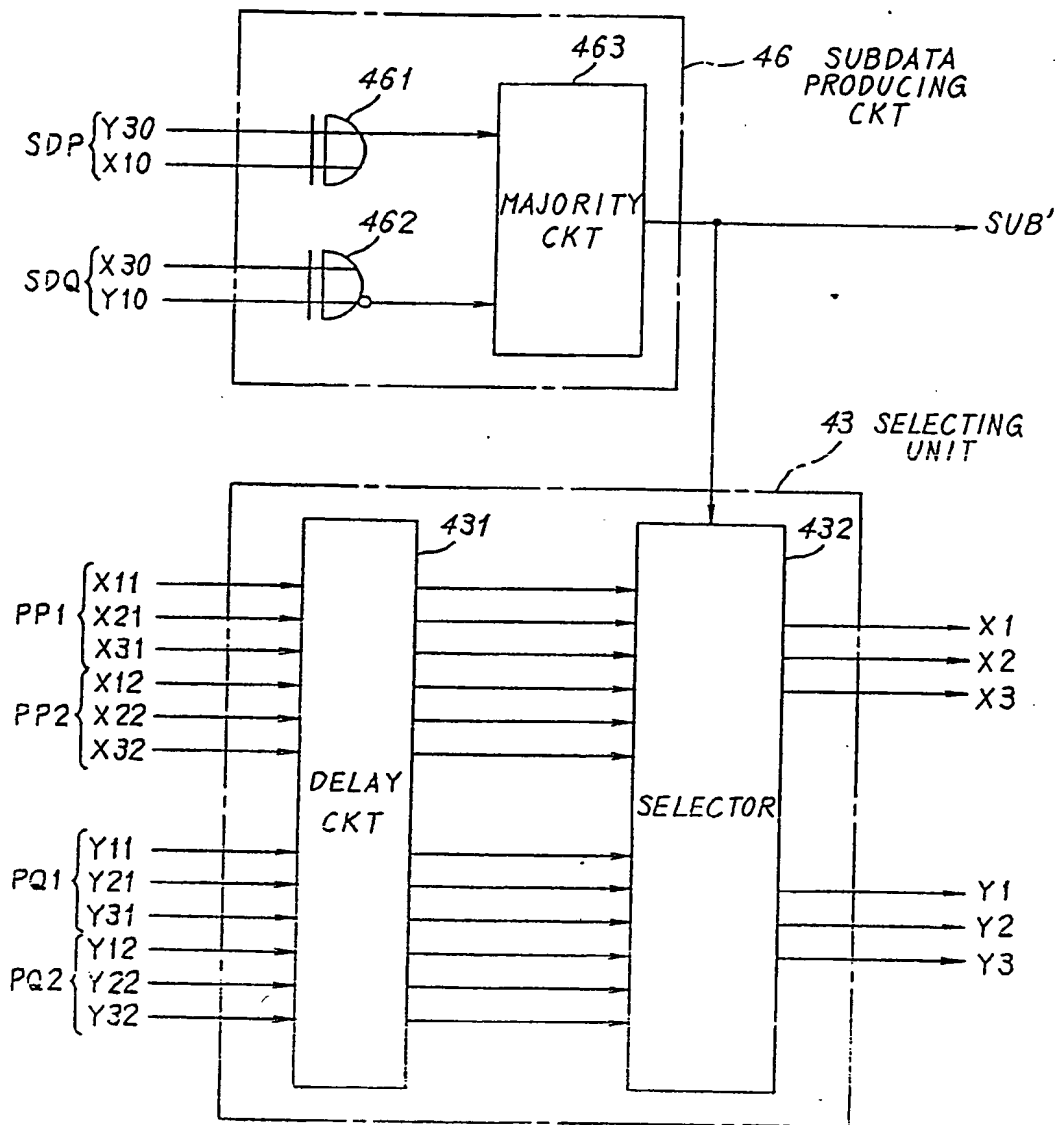 463
46 SUBDATA
PRODUCING
CKT
461
SDP
Y30
X10
MAJORITY
CKT
SUB'
462
SDQ
X30
Y10
43 SELECTING
UNIT
431
432
PP1
X11
X21
X31
X1
X2
X3
PP2
X12
X22
X32
DELAY
CKT
SELECTOR
PQ1
Y11
Y21
Y31
Y1
Y2
Y3
PQ2
Y12
Y22
Y32